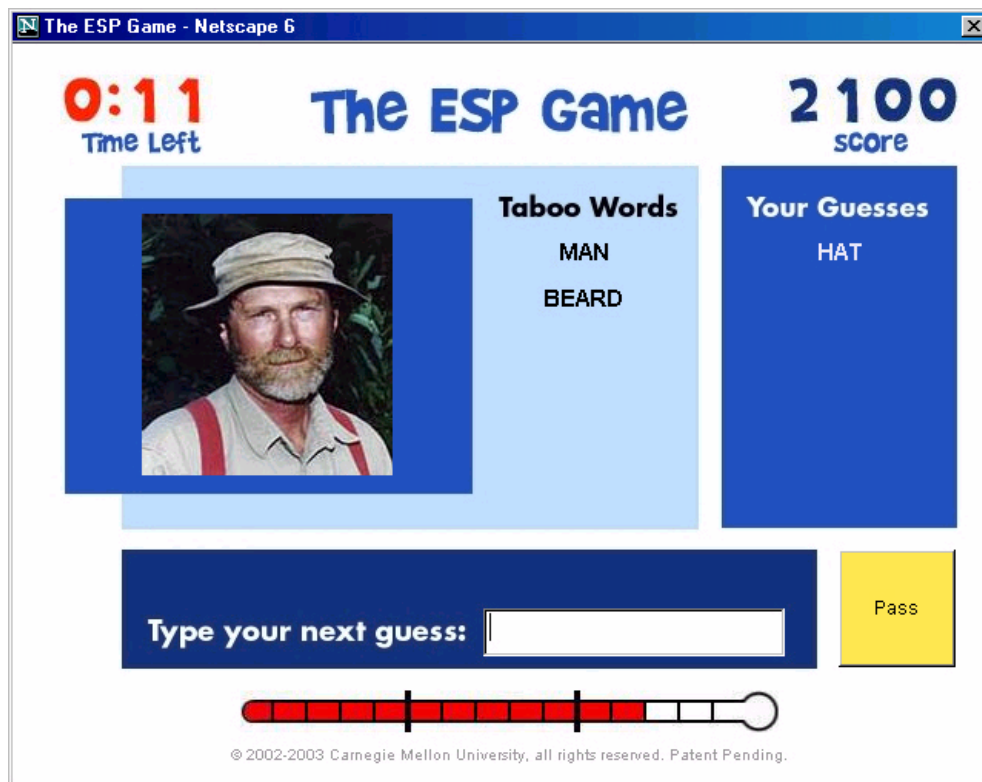 The ESP Game - Netscape 6
0:11
Time Left
The ESP Game
2100
score
Taboo Words
MAN
BEARD
Your Guesses
HAT
Type your next guess:
Pass
© 2002-2003 Carnegie Mellon University, all rights reserved. Patent Pending.